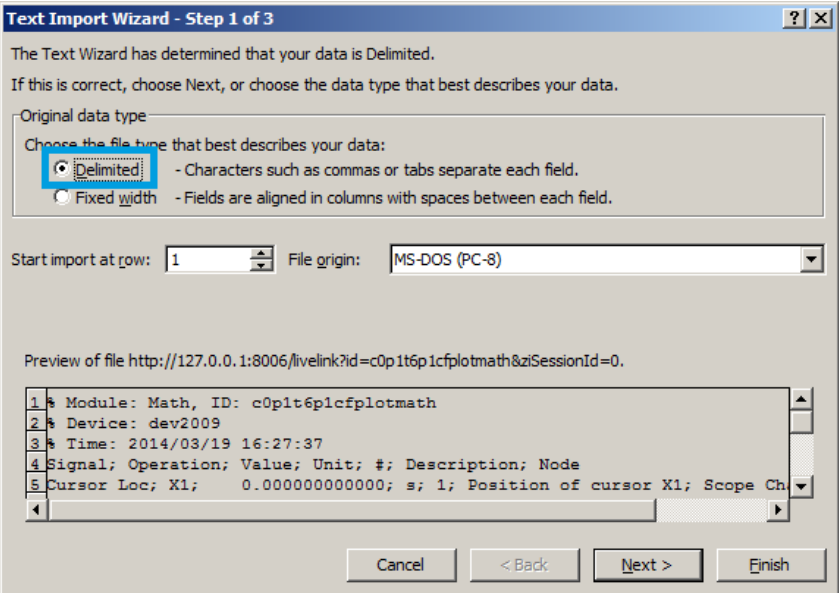 Text Import Wizard - Step 1 of 3
The Text Wizard has determined that your data is Delimited.
If this is correct, choose Next, or choose the data type that best describes your data.
Original data type
Choose the file type that best describes your data:
Delimited - Characters such as commas or tabs separate each field.
Fixed width - Fields are aligned in columns with spaces between each field.
Start import at row: 1 File origin: MS-DOS (PC-8)
Preview of file http://127.0.0.1:8006/livelink?id=c0p1t6p1cfplotmath&ziSessionId=0.
1 % Module: Math, ID: c0p1t6p1cfplotmath
2 % Device: dev2009
3 % Time: 2014/03/19 16:27:37
4 Signal; Operation; Value; Unit; #; Description; Node
5 Cursor Loc; X1; 0.000000000000; s; 1; Position of cursor X1; Scope Ch
Cancel < Back Next > Finish